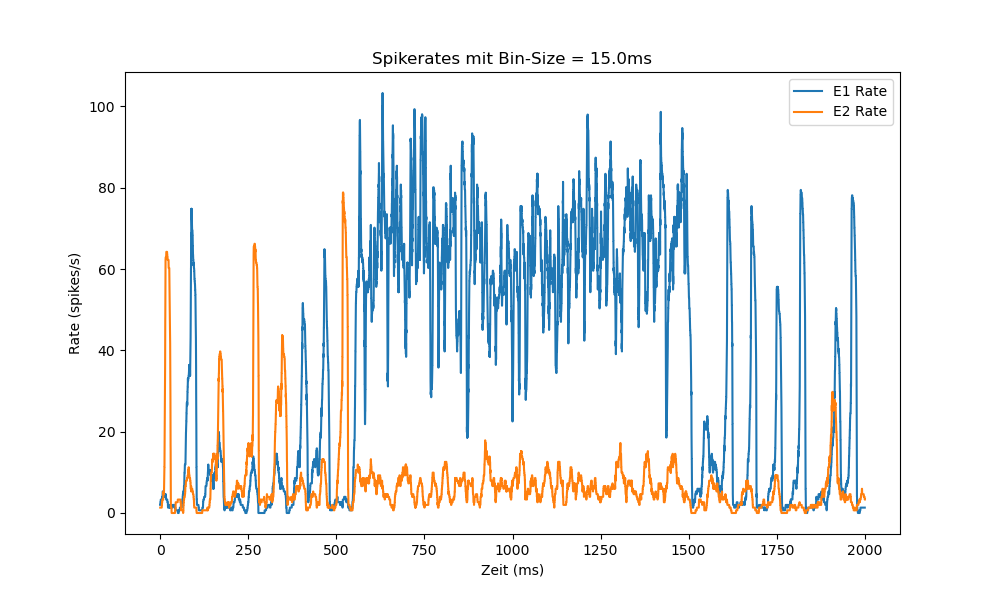 Spikerates mit Bin-Size = 15.0ms
E1 Rate
E2 Rate
100
80
60
40
20
0
Rate (spikes/s)
0 250 500 750 1000 1250 1500 1750 2000
Zeit (ms)